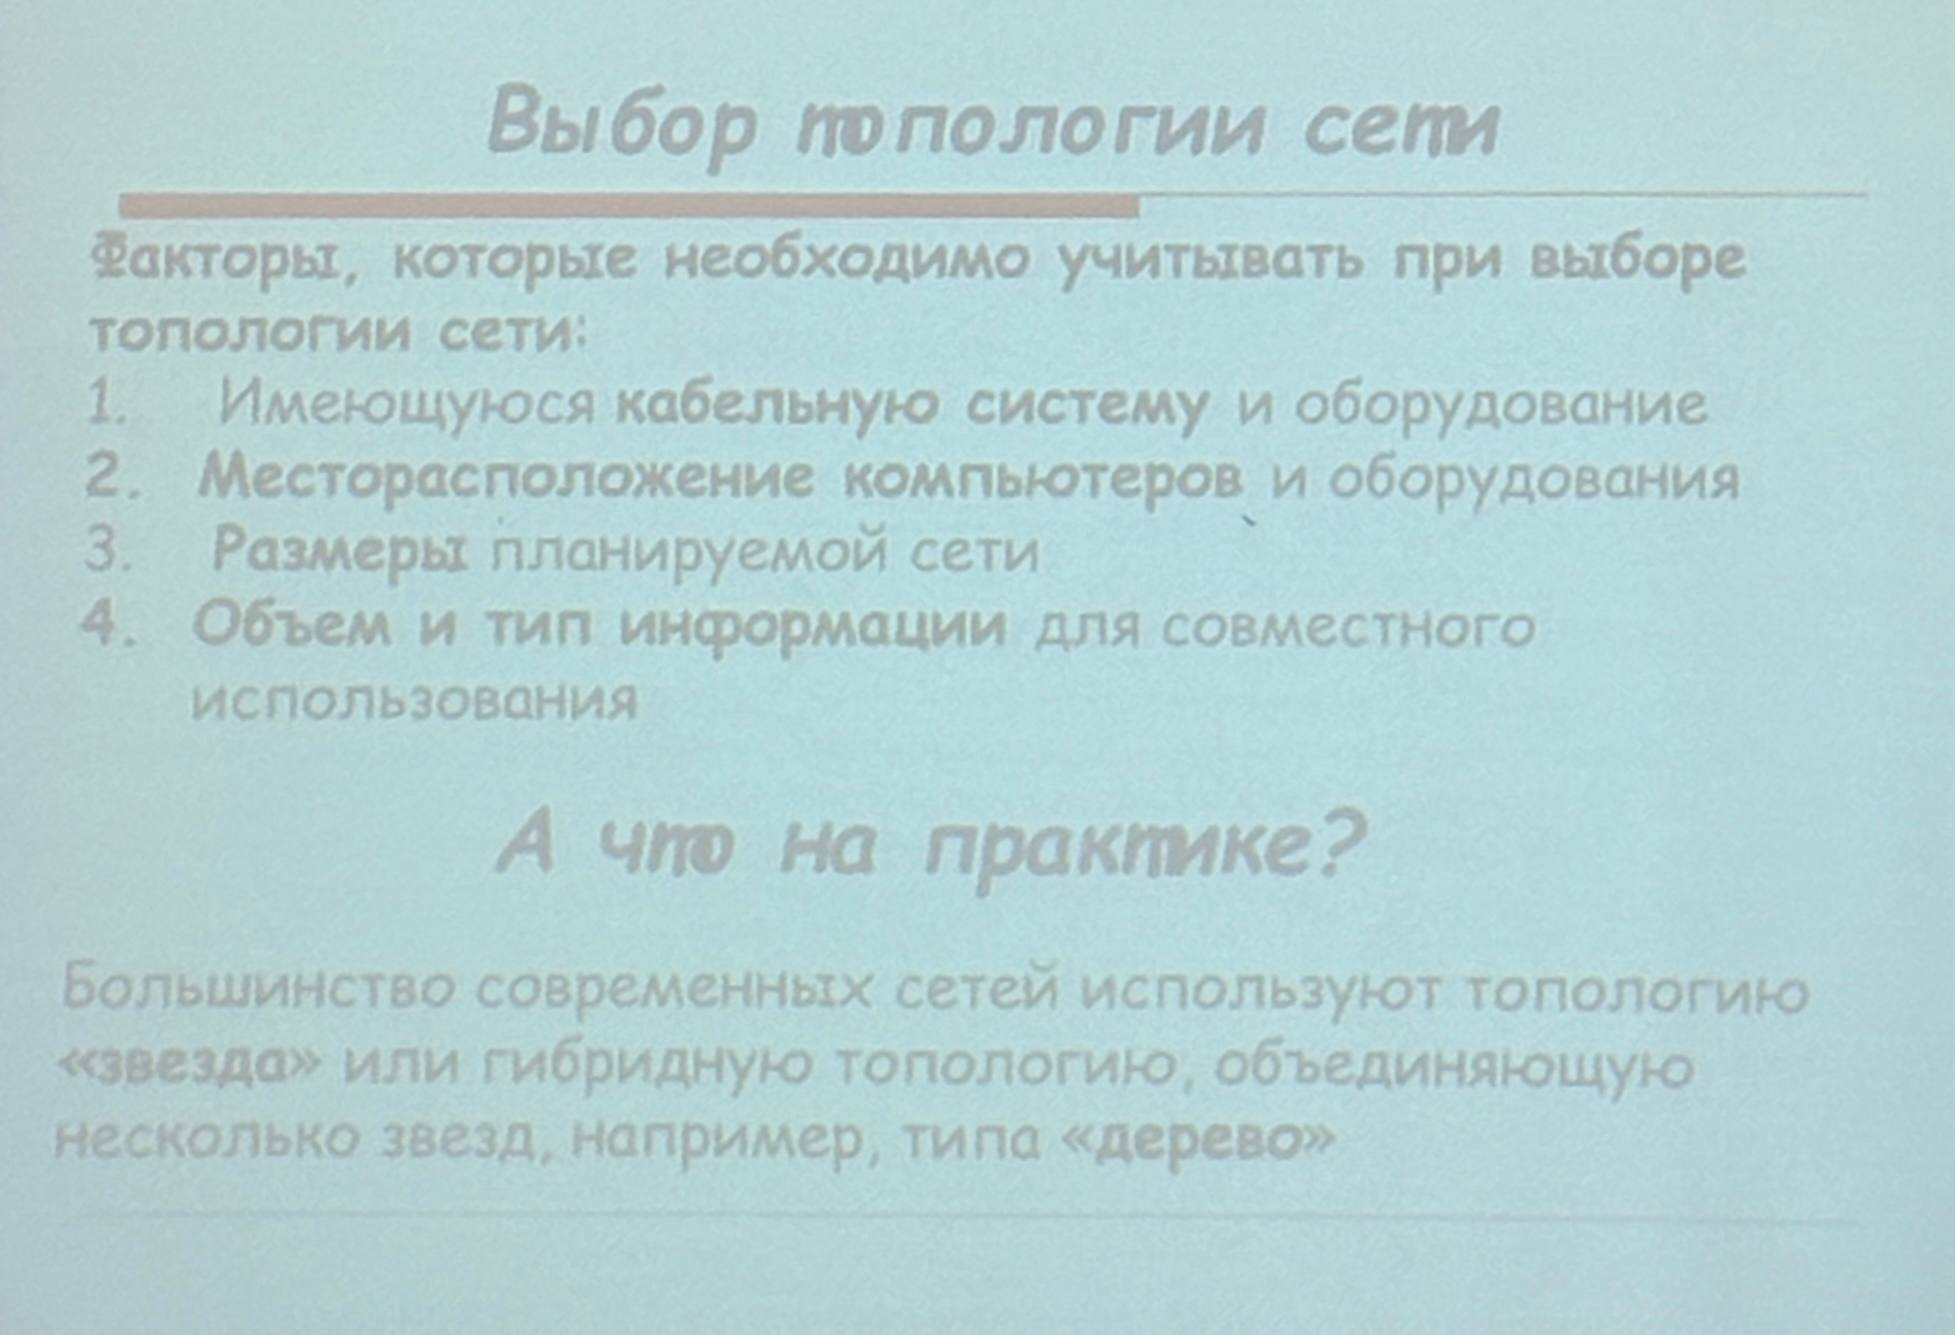 Выбор топологии сети
Факторы, которые необходимо учитывать при выборе
топологии сети:
1. Имеющуюся кабельную систему и оборудование
2. Месторасположение компьютеров и оборудования
3. Размеры планируемой сети
4. Объем и тип информации для совместного
использования
А что на практике?
Большинство современных сетей используют топологию
«звезда» или гибридную топологию, объединяющую
несколько звезд, например, типа «дерево»